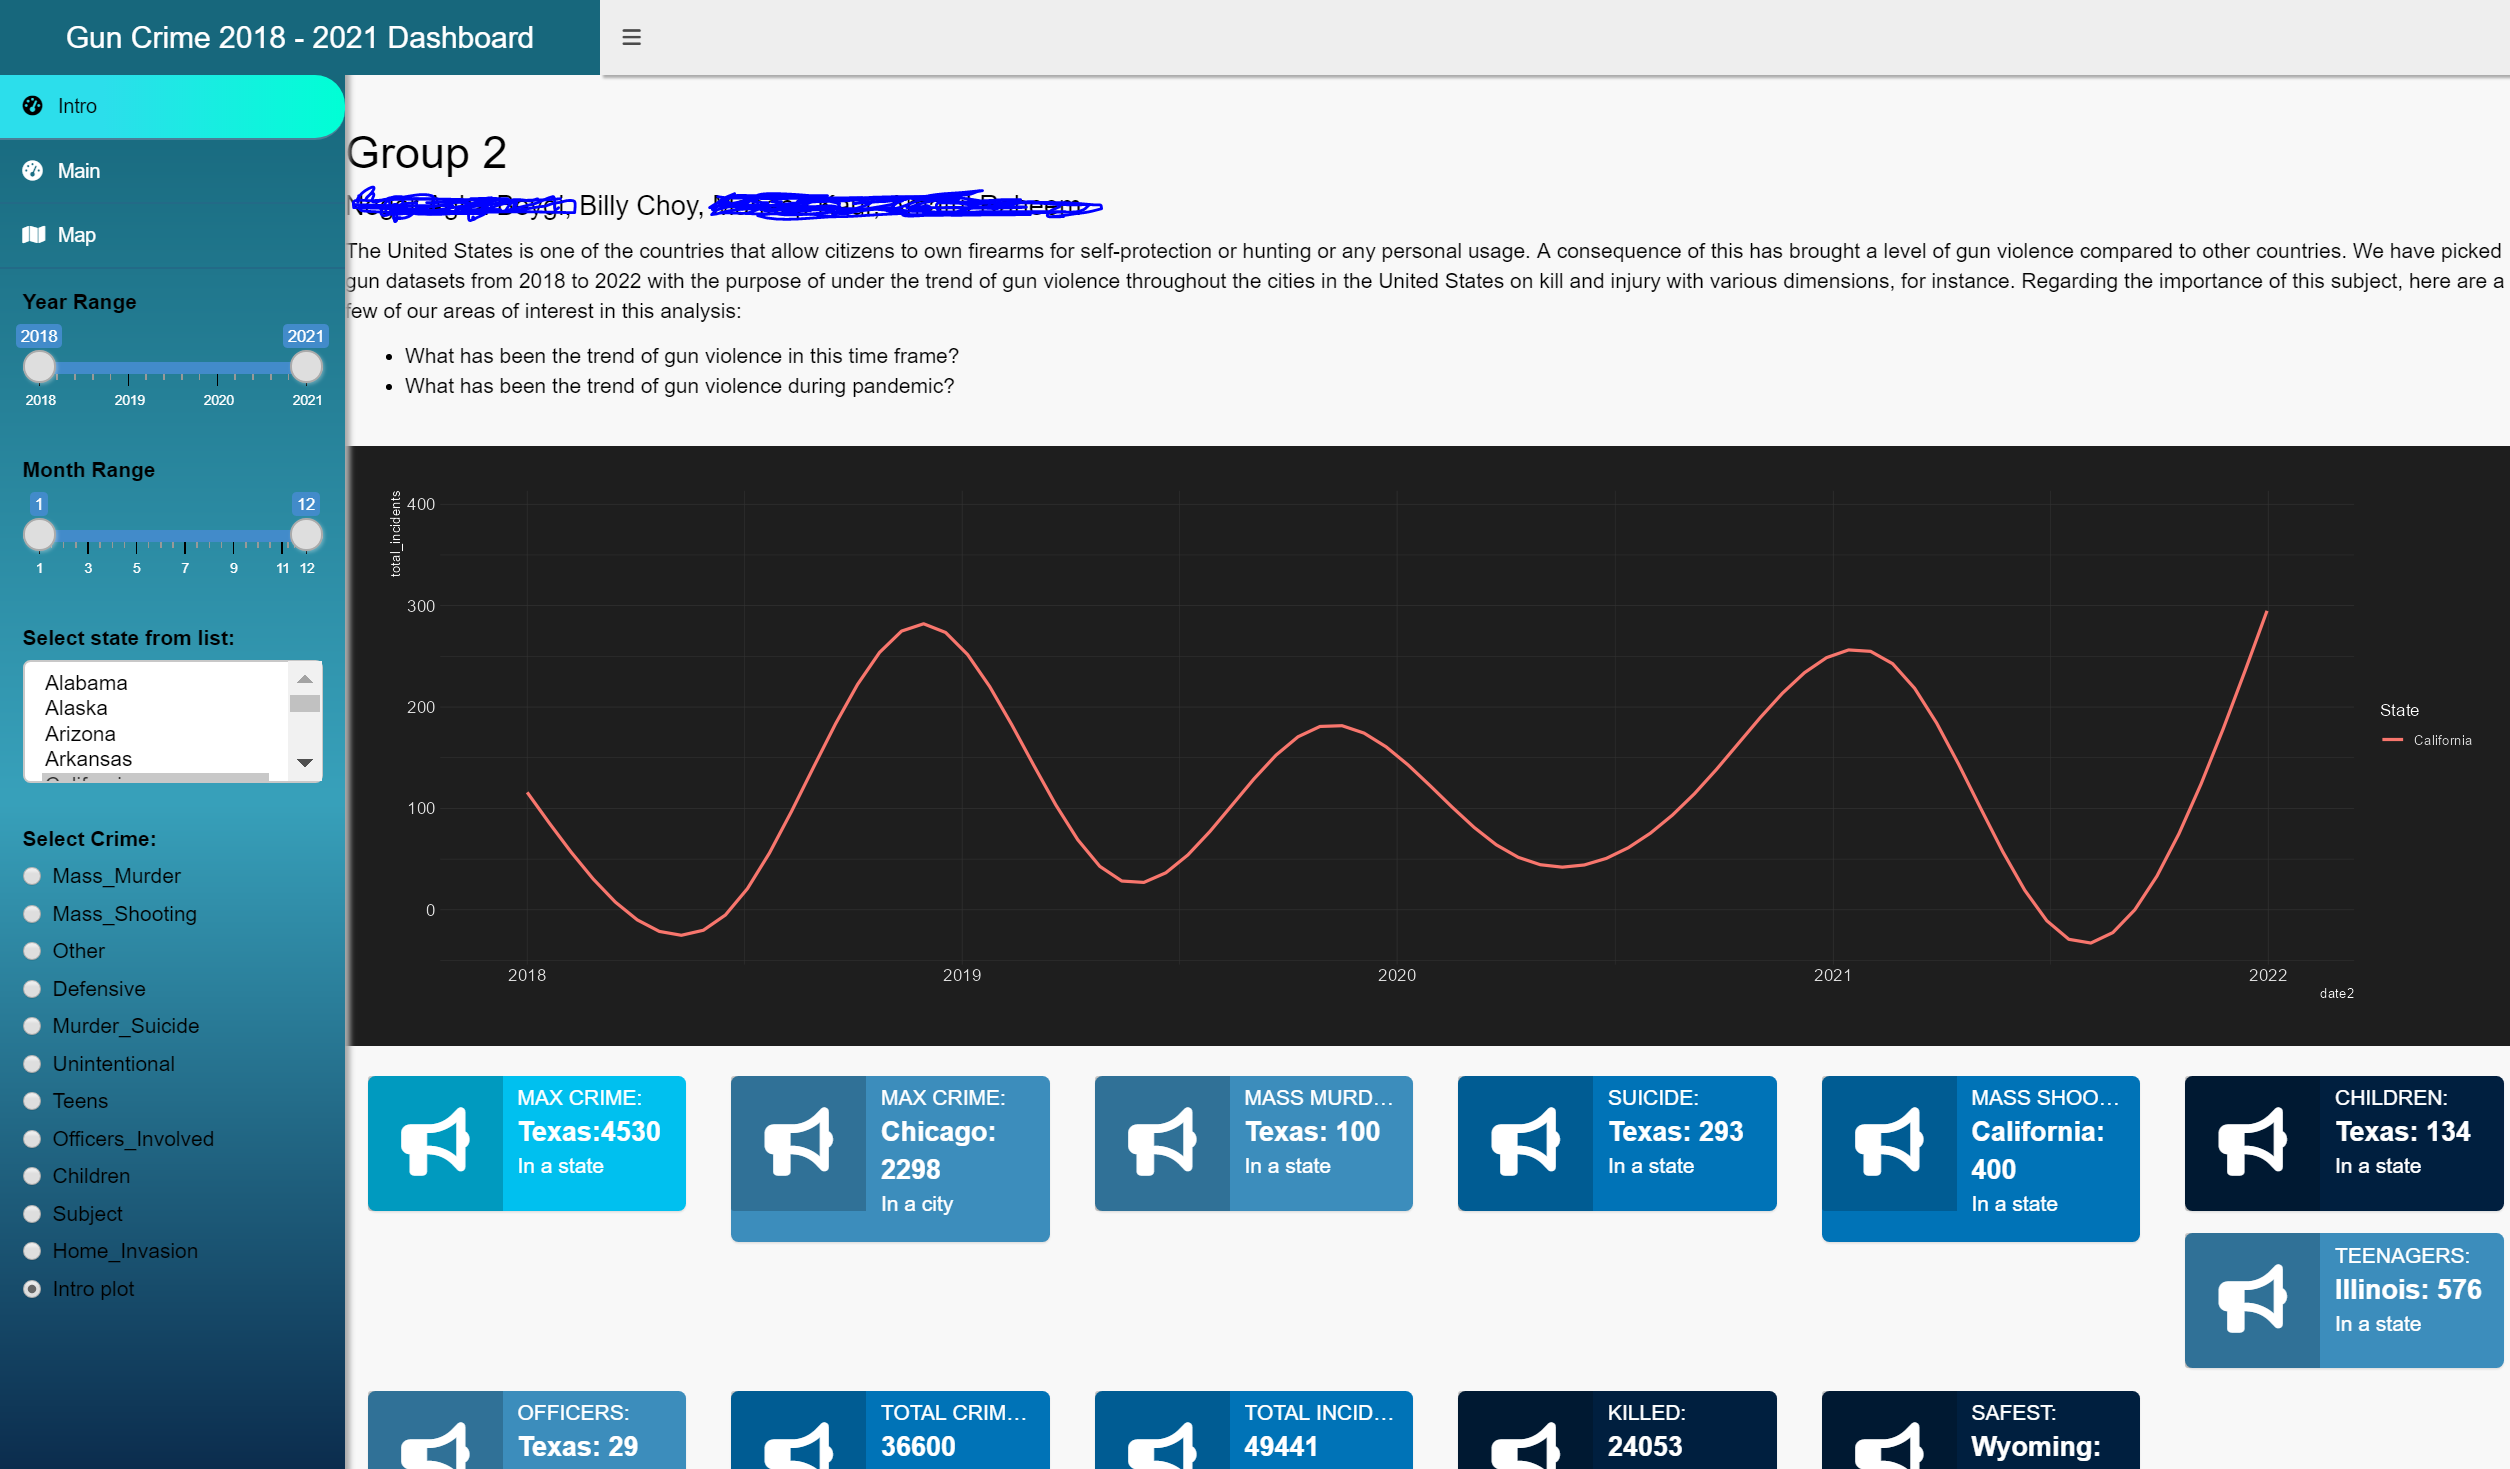 Gun Crime 2018 - 2021 Dashboard
Intro
Main
Map
Year Range
2018 2021
2018 2019 2020 2021
Month Range
1 12
1 3 5 7 9 11 12
Select state from list:
Alabama
Alaska
Arizona
Arkansas
Select Crime:
Mass_Murder
Mass_Shooting
Other
Defensive
Murder_Suicide
Unintentional
Teens
Officers_Involved
Children
Subject
Home_Invasion
Intro plot
Group 2
Billy Choy,
The United States is one of the countries that allow citizens to own firearms for self-protection or hunting or any personal usage. A consequence of this has brought a level of gun violence compared to other countries. We have picked
gun datasets from 2018 to 2022 with the purpose of under the trend of gun violence throughout the cities in the United States on kill and injury with various dimensions, for instance. Regarding the importance of this subject, here are a
few of our areas of interest in this analysis:
• What has been the trend of gun violence in this time frame?
• What has been the trend of gun violence during pandemic?
total_incidents
400
300
200
100
0
2018 2019 2020 2021 2022
date2
State
California
MAX CRIME:
Texas:4530
In a state
MAX CRIME:
Chicago:
2298
In a city
MASS MURD...
Texas: 100
In a state
SUICIDE:
Texas: 293
In a state
MASS SHOO...
California:
400
In a state
CHILDREN:
Texas: 134
In a state
TEENAGERS:
Illinois: 576
In a state
OFFICERS:
Texas: 29
TOTAL CRIM...
36600
TOTAL INCID...
49441
KILLED:
24053
SAFEST:
Wyoming: